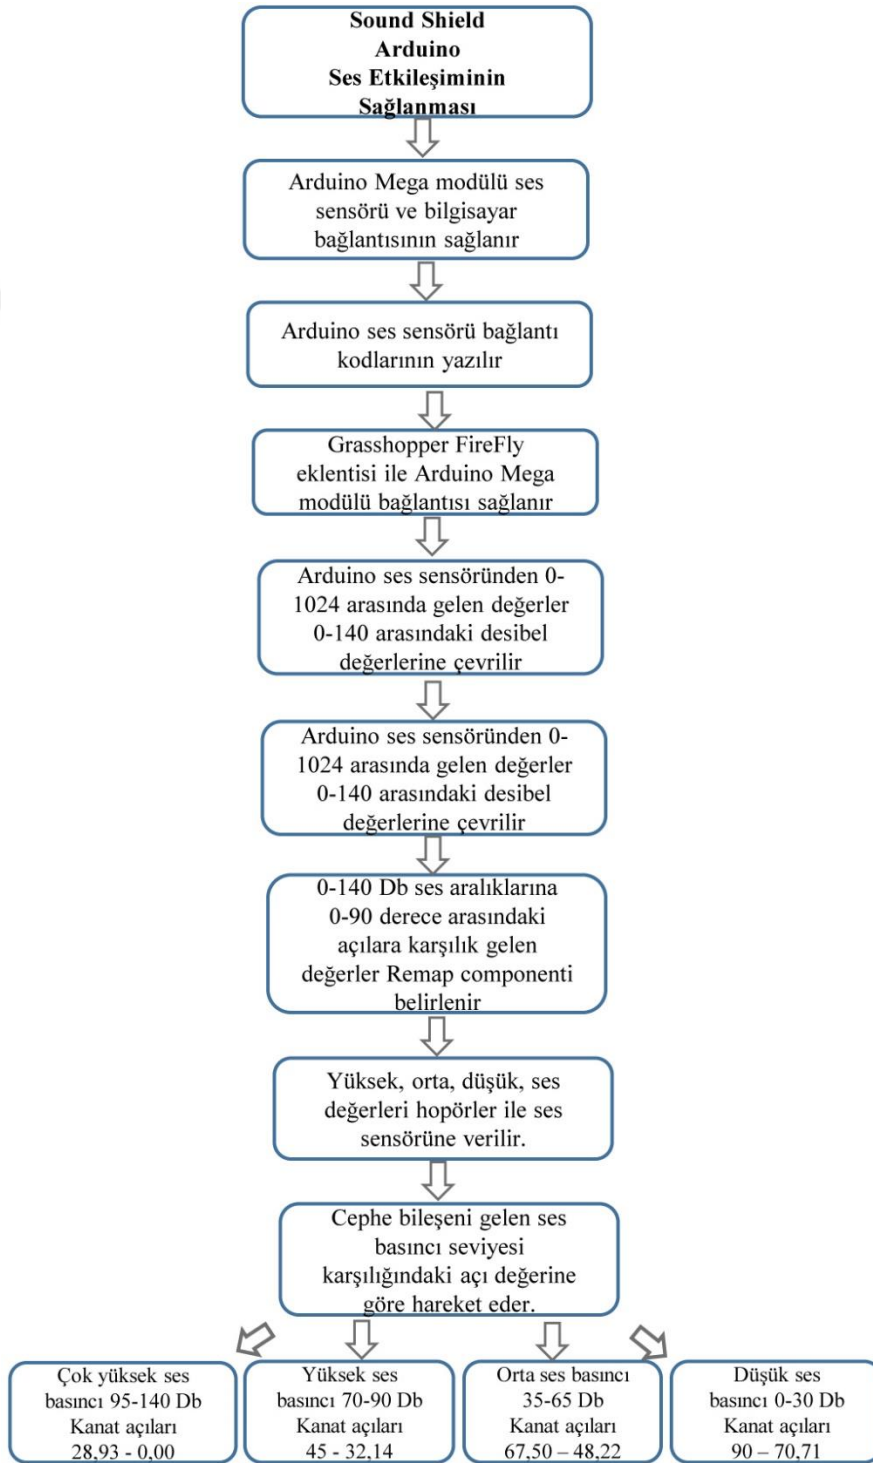 Sound Shield
Arduino
Ses Etkileşiminin
Sağlanması
Arduino Mega modülü ses
sensörü ve bilgisayar
bağlantısının sağlanır
Arduino ses sensörü bağlantı
kodlarının yazılır
Grasshopper FireFly
eklentisi ile Arduino Mega
modülü bağlantısı sağlanır
Arduino ses sensöründen 0-
1024 arasında gelen değerler
0-140 arasındaki desibel
değerlerine çevrilir
Arduino ses sensöründen 0-
1024 arasında gelen değerler
0-140 arasındaki desibel
değerlerine çevrilir
0-140 Db ses aralıklarına
0-90 derece arasındaki
açılara karşılık gelen
değerler Remap componenti
belirlenir
Yüksek, orta, düşük, ses
değerleri hopörler ile ses
sensörüne verilir.
Cephe bileşeni gelen ses
basıncı seviyesi
karşılığındaki açı değerine
göre hareket eder.
Çok yüksek ses
basıncı 95-140 Db
Kanat açıları
28,93 - 0,00
Yüksek ses
basıncı 70-90 Db
Kanat açıları
45 - 32,14
Orta ses basıncı
35-65 Db
Kanat açıları
67,50 – 48,22
Düşük ses
basıncı 0-30 Db
Kanat açıları
90 – 70,71